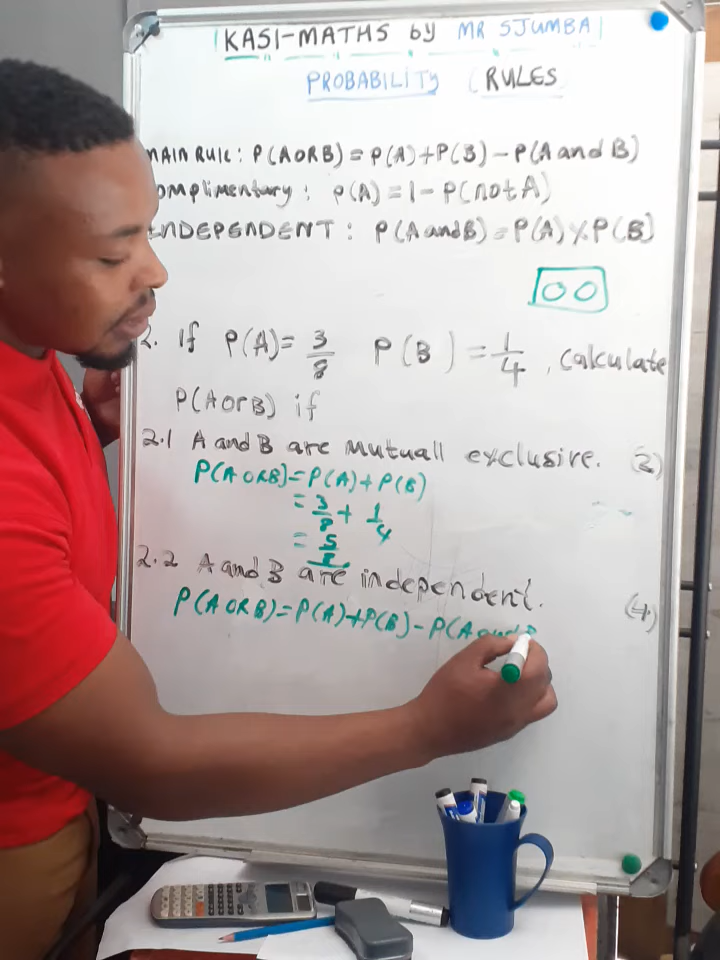 KASI-MATHS by MR SJUMBA
PROBABILITY (RULES
MAIN RULE: P(A OR B) = P(A)+P(B) - P(A and B)
omplimentary: P(A) = 1 - P(not A)
INDEPENDENT: P(A and B) = P(A) x P(B)
2. If P(A) = 3/8 P(B) = 1/4, calculate
P(A or B) if
2.1 A and B are mutuall exclusive. (2)
P(A OR B) = P(A) + P(B)
= 3/8 + 1/4
= 5/8
2.2 A and B are independent. (4)
P(A OR B) = P(A)+P(B) - P(A and B